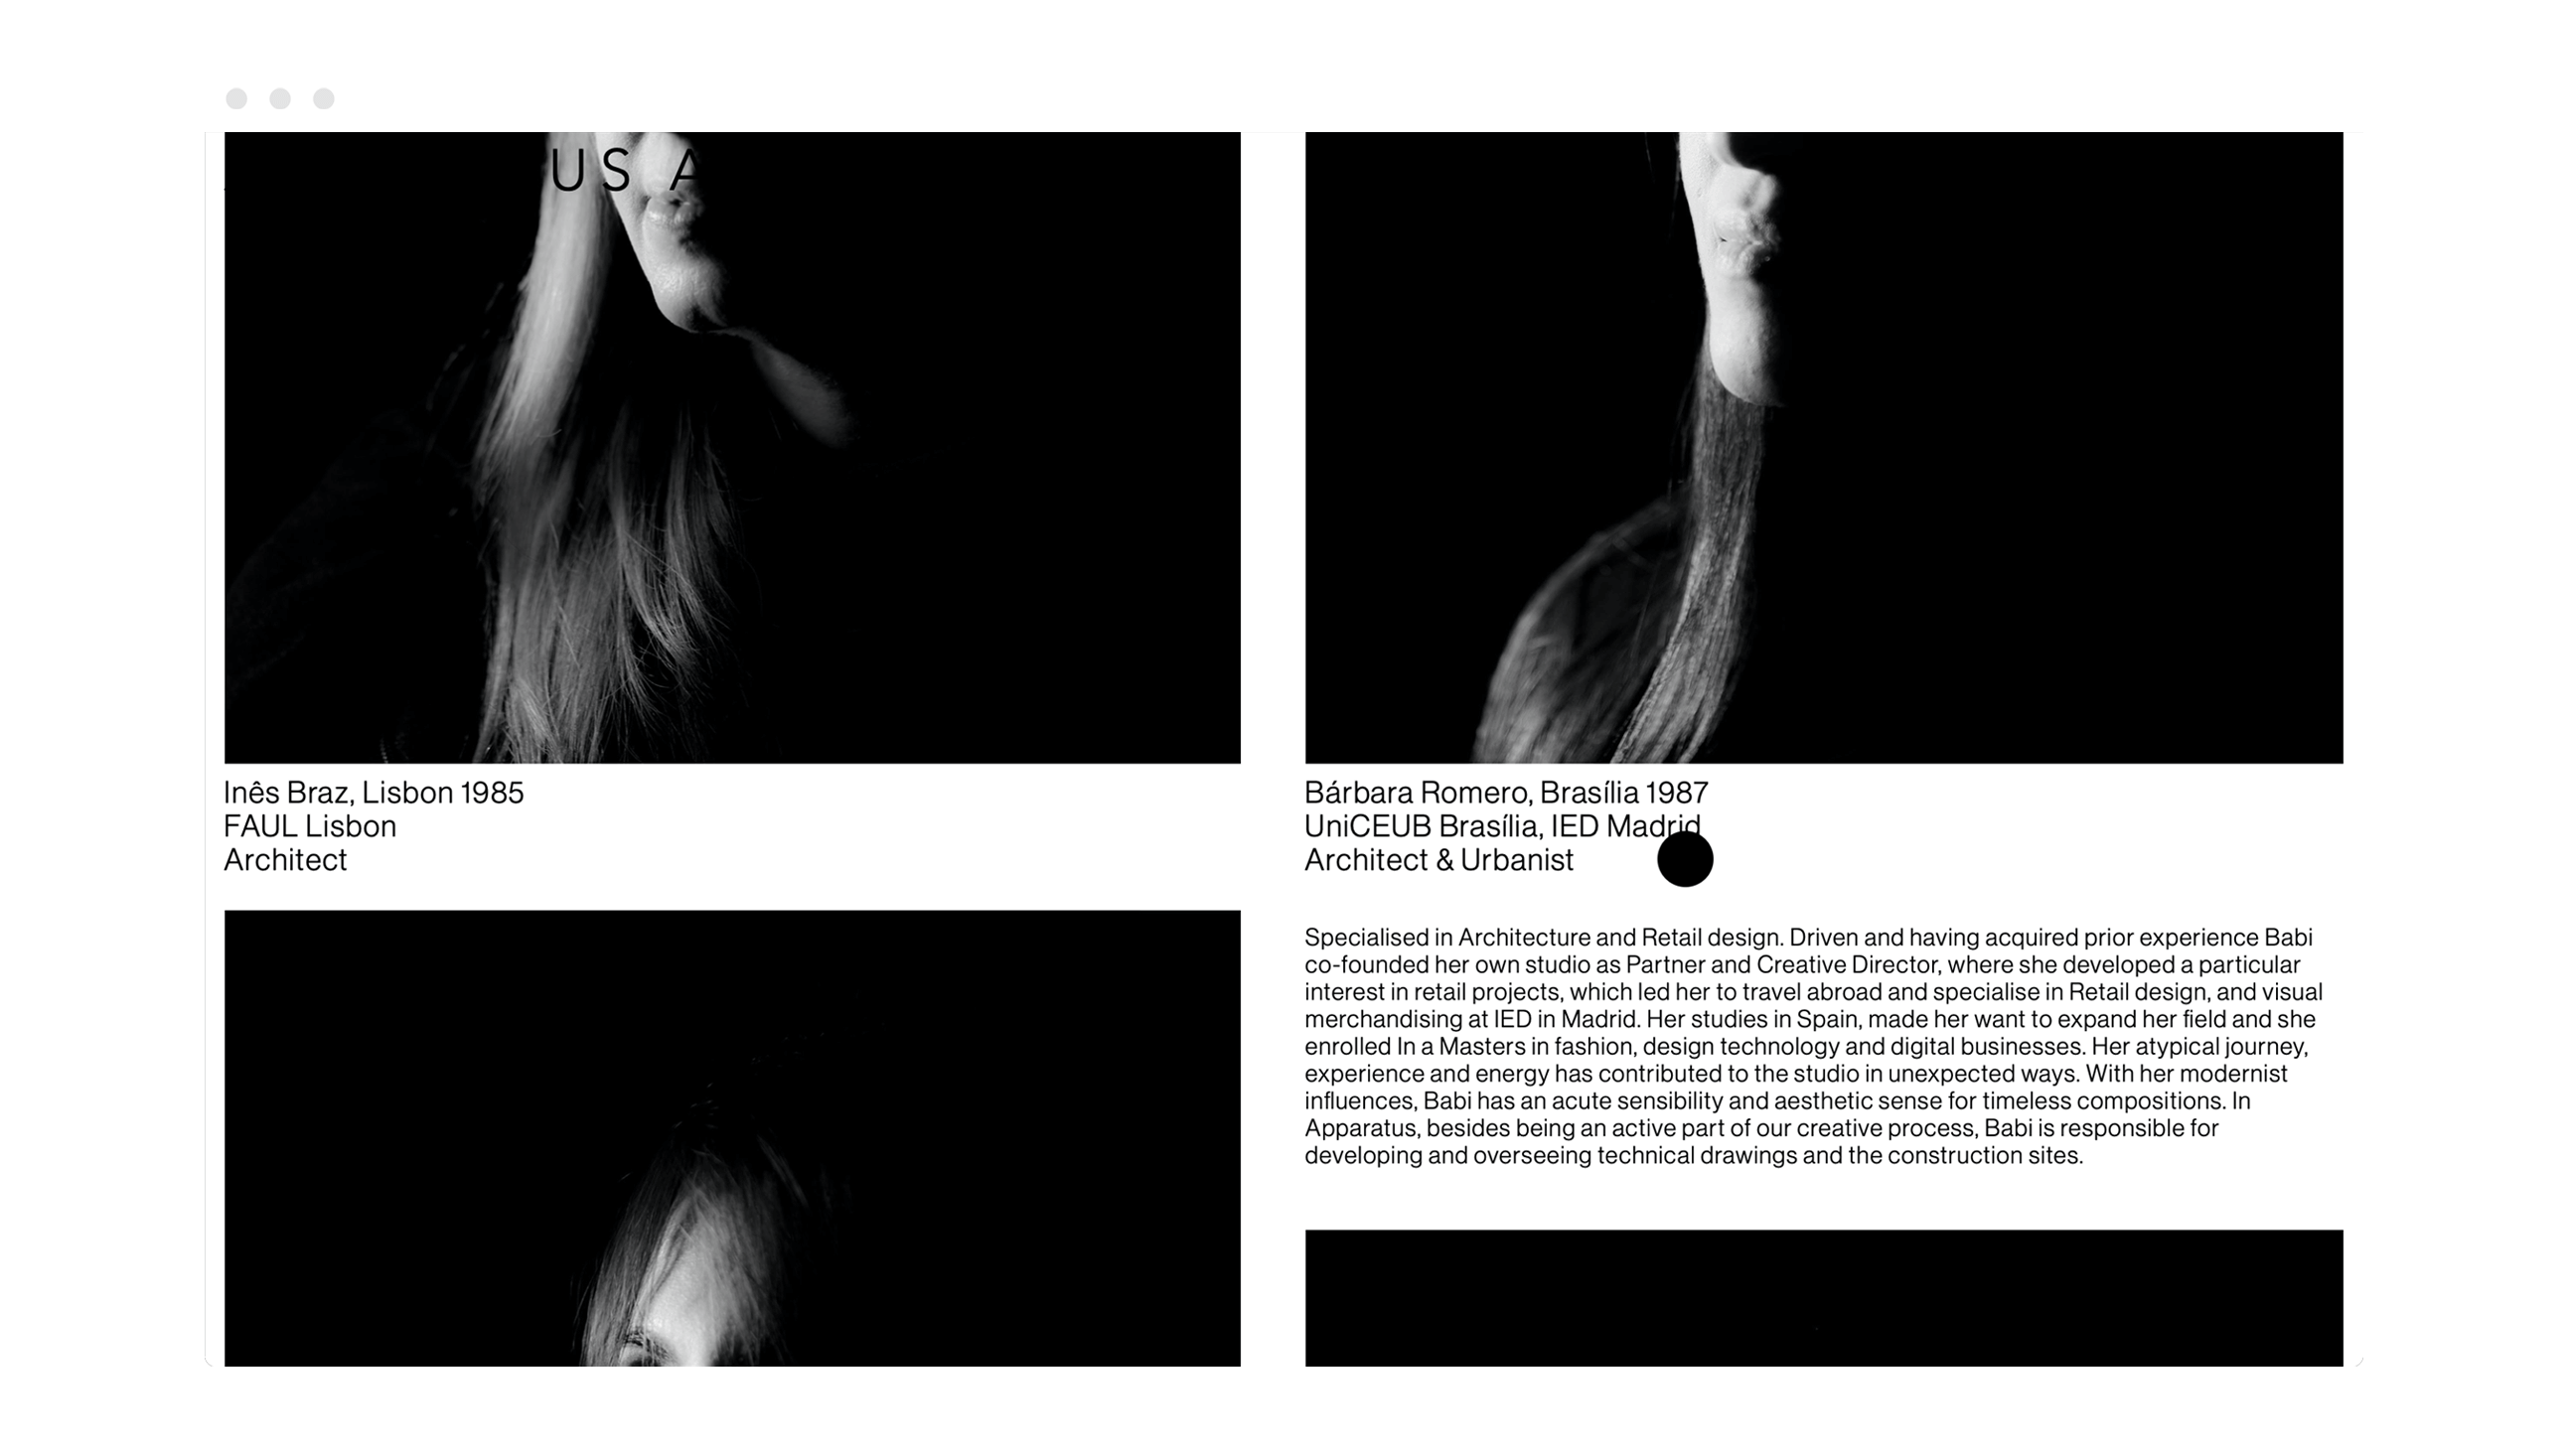 US A
Inês Braz, Lisbon 1985
FAUL Lisbon
Architect
Bárbara Romero, Brasília 1987
UniCEUB Brasília, IED Madrid
Architect & Urbanist
Specialised in Architecture and Retail design. Driven and having acquired prior experience Babi
co-founded her own studio as Partner and Creative Director, where she developed a particular
interest in retail projects, which led her to travel abroad and specialise in Retail design, and visual
merchandising at IED in Madrid. Her studies in Spain, made her want to expand her field and she
enrolled In a Masters in fashion, design technology and digital businesses. Her atypical journey,
experience and energy has contributed to the studio in unexpected ways. With her modernist
influences, Babi has an acute sensibility and aesthetic sense for timeless compositions. In
Apparatus, besides being an active part of our creative process, Babi is responsible for
developing and overseeing technical drawings and the construction sites.